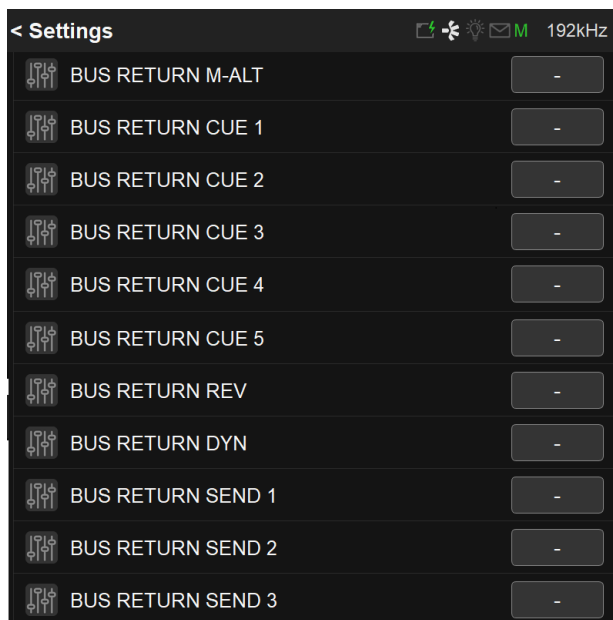 < Settings M 192kHz
BUS RETURN M-ALT -
BUS RETURN CUE 1 -
BUS RETURN CUE 2 -
BUS RETURN CUE 3 -
BUS RETURN CUE 4 -
BUS RETURN CUE 5 -
BUS RETURN REV -
BUS RETURN DYN -
BUS RETURN SEND 1 -
BUS RETURN SEND 2 -
BUS RETURN SEND 3 -